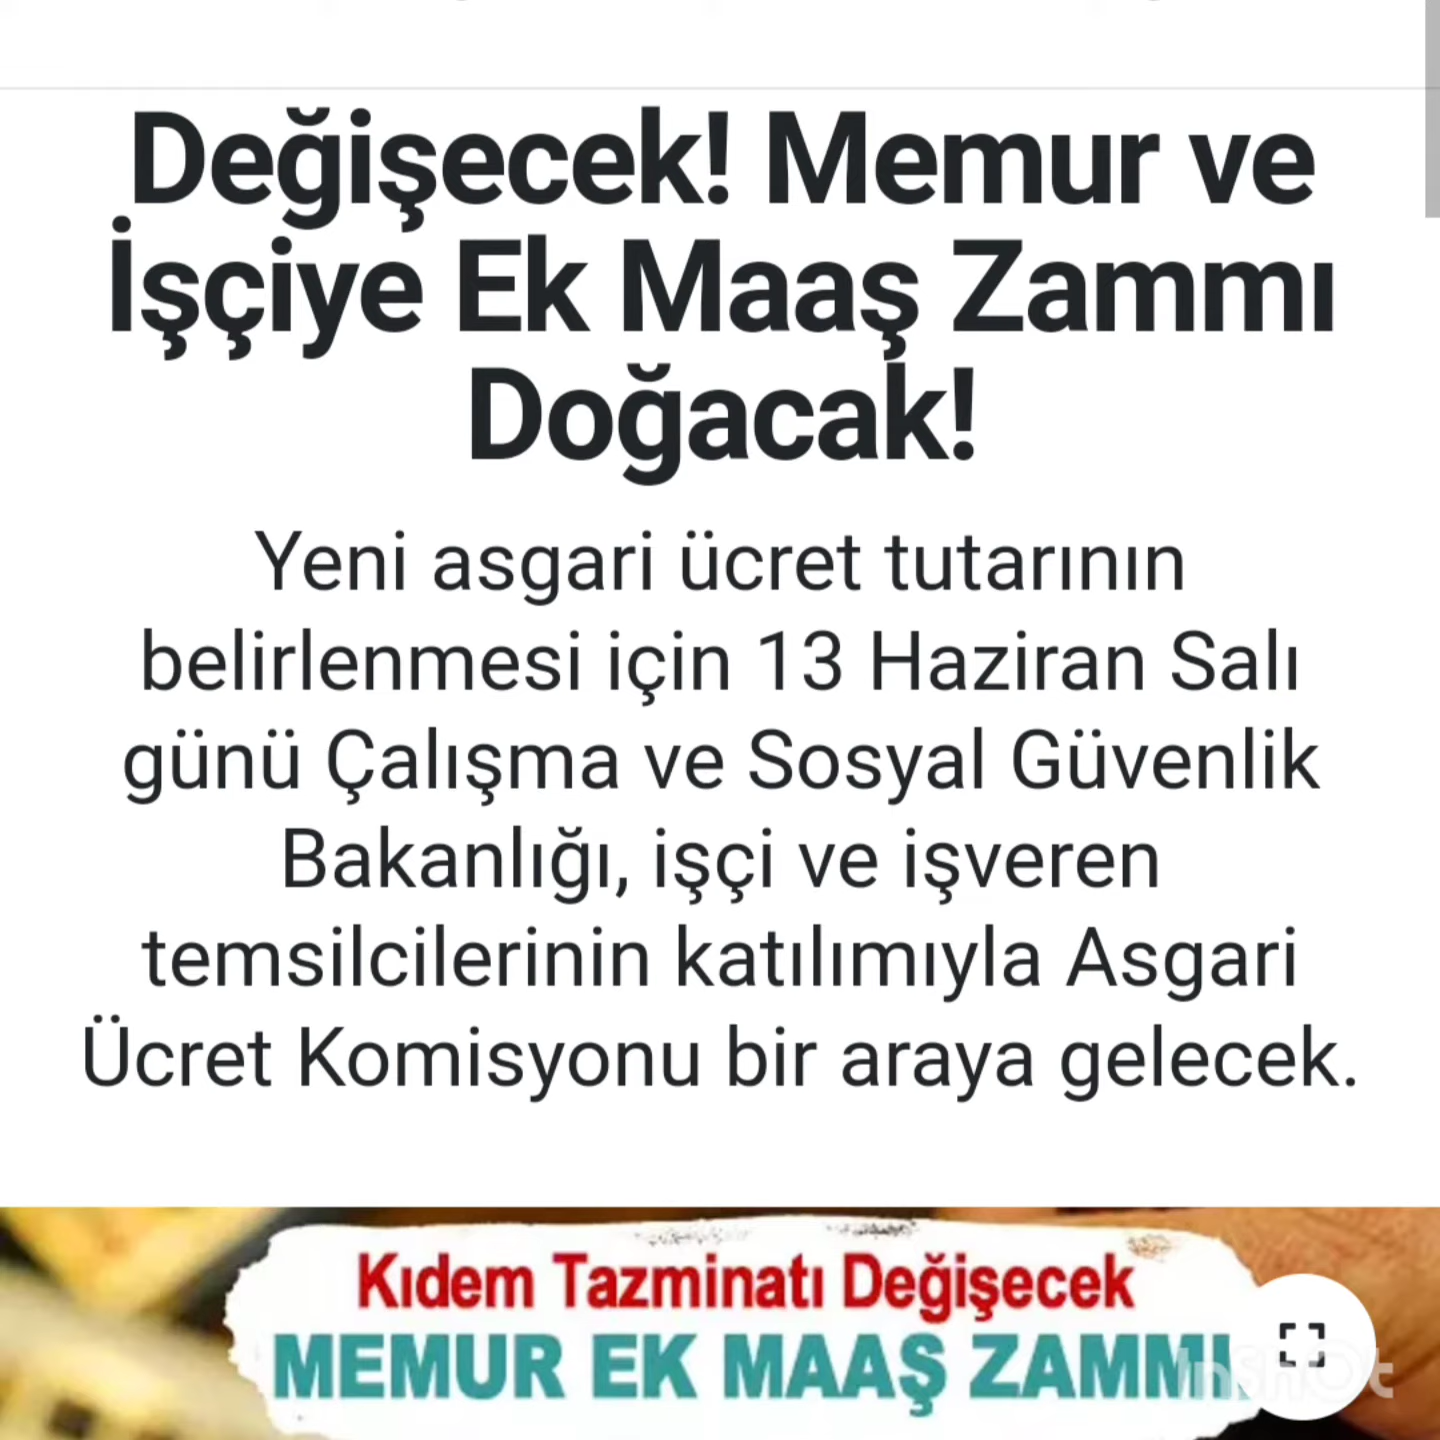 Değişecek! Memur ve
İşçiye Ek Maaş Zammı
Doğacak!
Yeni asgari ücret tutarının
belirlenmesi için 13 Haziran Salı
günü Çalışma ve Sosyal Güvenlik
Bakanlığı, işçi ve işveren
temsilcilerinin katılımıyla Asgari
Ücret Komisyonu bir araya gelecek.
Kıdem Tazminatı Değişecek
MEMUR EK MAAŞ ZAMMI
InShOt